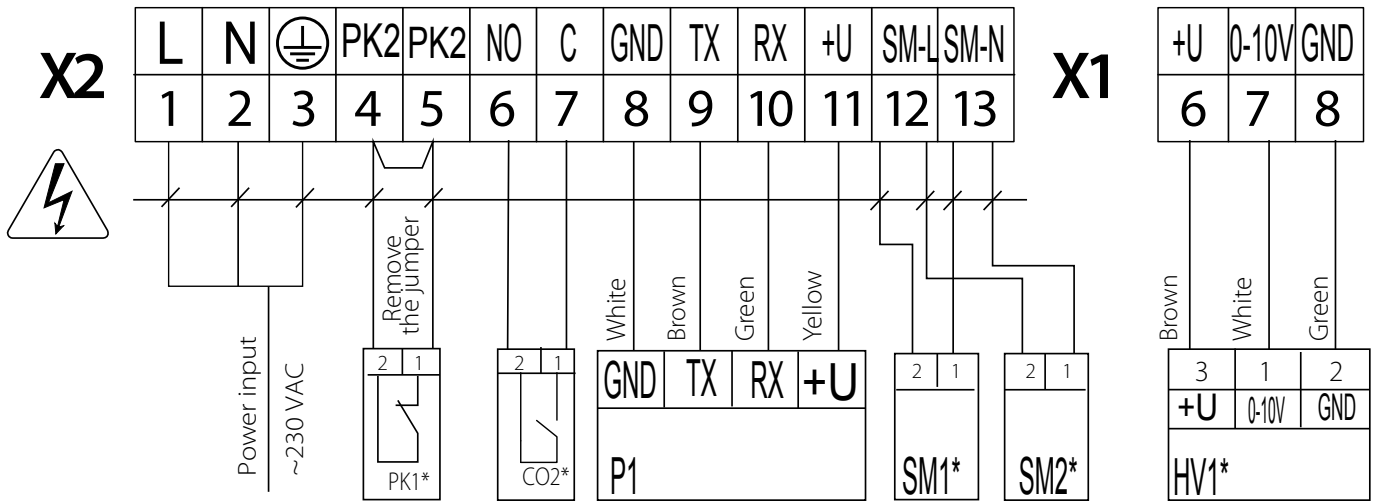 X2
L N PK2 PK2 NO C GND TX RX +U SM-L SM-N
1 2 3 4 5 6 7 8 9 10 11 12 13
X1
+U 0-10V GND
6 7 8
Power input
~230 VAC
Remove
the jumper
White
Brown
Green
Yellow
Brown
White
Green
2 1
PK1*
2 1
CO2*
GND TX RX +U
P1
2 1
SM1*
2 1
SM2*
3 1 2
+U 0-10V GND
HV1*